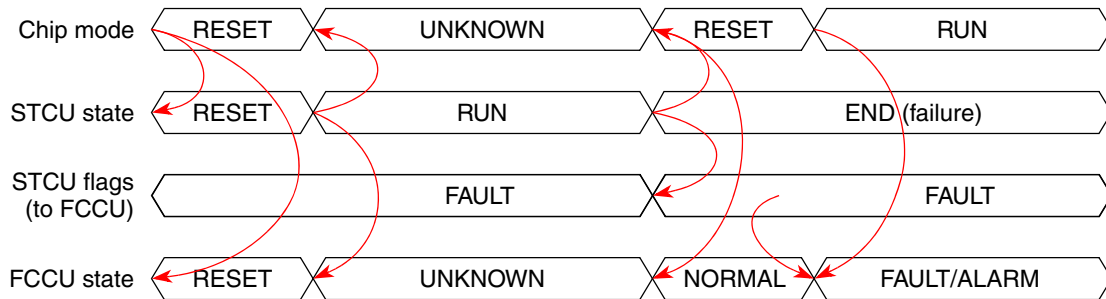 Chip mode RESET UNKNOWN RESET RUN
STCU state RESET RUN END (failure)
STCU flags
(to FCCU) FAULT FAULT
FCCU state RESET UNKNOWN NORMAL FAULT/ALARM